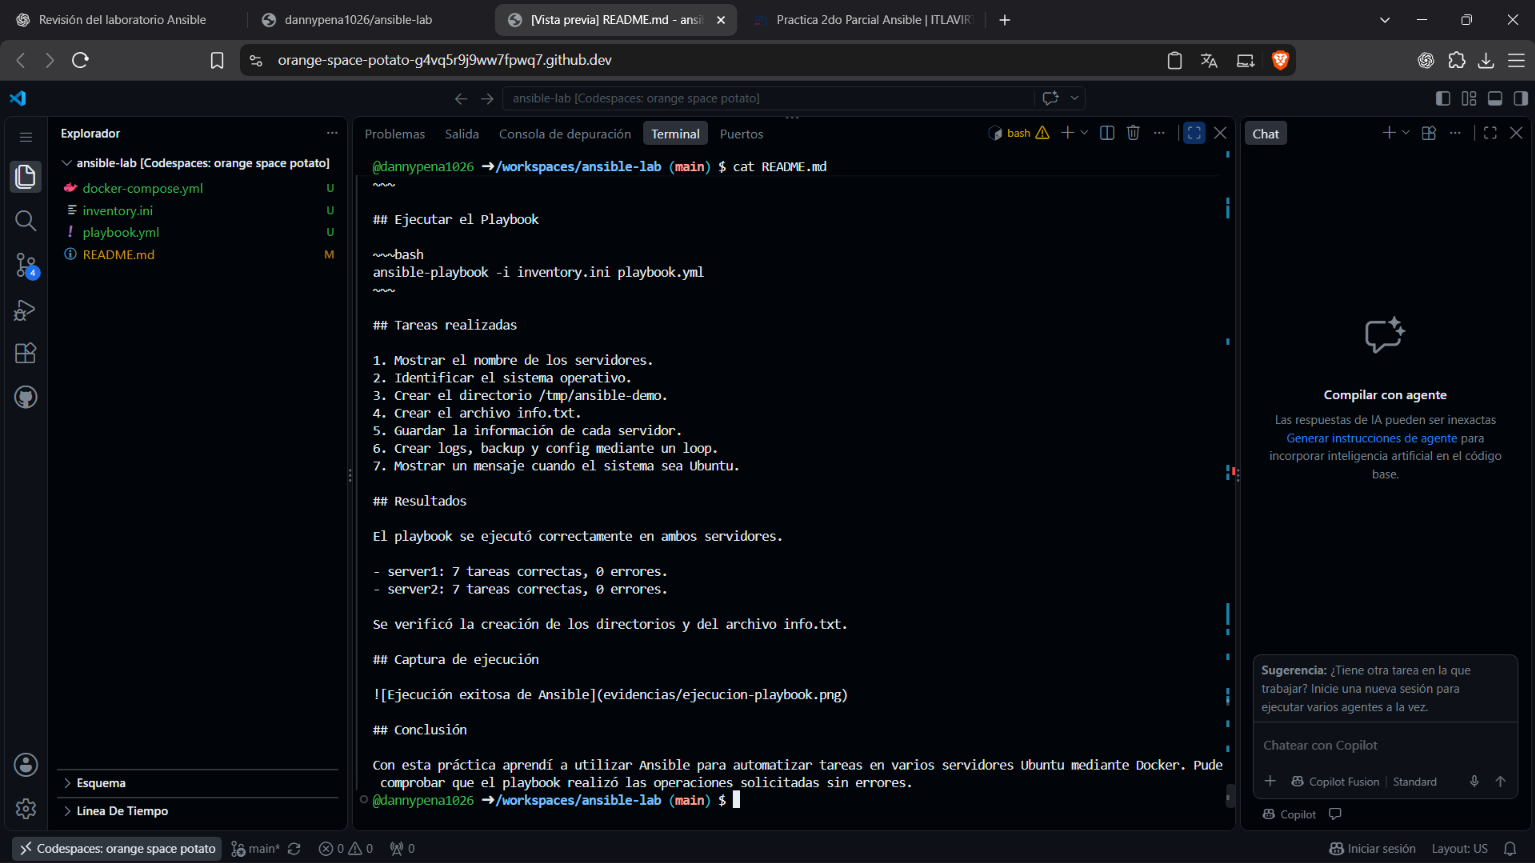 Revisión del laboratorio Ansible
dannypena1026/ansible-lab
[Vista previa] README.md - ansi
Practica 2do Parcial Ansible | ITLAVIR
orange-space-potato-g4vq5r9j9ww7fpwq7.github.dev
ansible-lab [Codespaces: orange space potato]
Explorador
Problemas
Salida
Consola de depuración
Terminal
Puertos
bash
Chat
ansible-lab [Codespaces: orange space potato]
docker-compose.yml U
inventory.ini U
playbook.yml U
README.md M
4
@dannypena1026 ➜/workspaces/ansible-lab (main) $ cat README.md
~~~
## Ejecutar el Playbook
~~~bash
ansible-playbook -i inventory.ini playbook.yml
~~~
## Tareas realizadas
1. Mostrar el nombre de los servidores.
2. Identificar el sistema operativo.
3. Crear el directorio /tmp/ansible-demo.
4. Crear el archivo info.txt.
5. Guardar la información de cada servidor.
6. Crear logs, backup y config mediante un loop.
7. Mostrar un mensaje cuando el sistema sea Ubuntu.
## Resultados
El playbook se ejecutó correctamente en ambos servidores.
- server1: 7 tareas correctas, 0 errores.
- server2: 7 tareas correctas, 0 errores.
Se verificó la creación de los directorios y del archivo info.txt.
## Captura de ejecución
![Ejecución exitosa de Ansible](evidencias/ejecucion-playbook.png)
## Conclusión
Con esta práctica aprendí a utilizar Ansible para automatizar tareas en varios servidores Ubuntu mediante Docker. Pude
comprobar que el playbook realizó las operaciones solicitadas sin errores.
@dannypena1026 ➜/workspaces/ansible-lab (main) $
Compilar con agente
Las respuestas de IA pueden ser inexactas
Generar instrucciones de agente para
incorporar inteligencia artificial en el código
base.
Sugerencia: ¿Tiene otra tarea en la que
trabajar? Inicie una nueva sesión para
ejecutar varios agentes a la vez.
Chatear con Copilot
Copilot Fusion
Standard
Copilot
Esquema
Línea De Tiempo
Codespaces: orange space potato
main*
0
0
0
Iniciar sesión
Layout: US